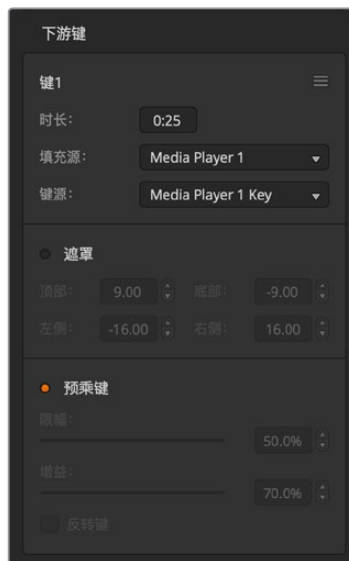 下游键
键1
时长： 0:25
填充源： Media Player 1
键源： Media Player 1 Key
遮罩
顶部： 9.00 底部： -9.00
左侧： -16.00 右侧： 16.00
预乘键
限幅：
50.0%
增益：
70.0%
反转键